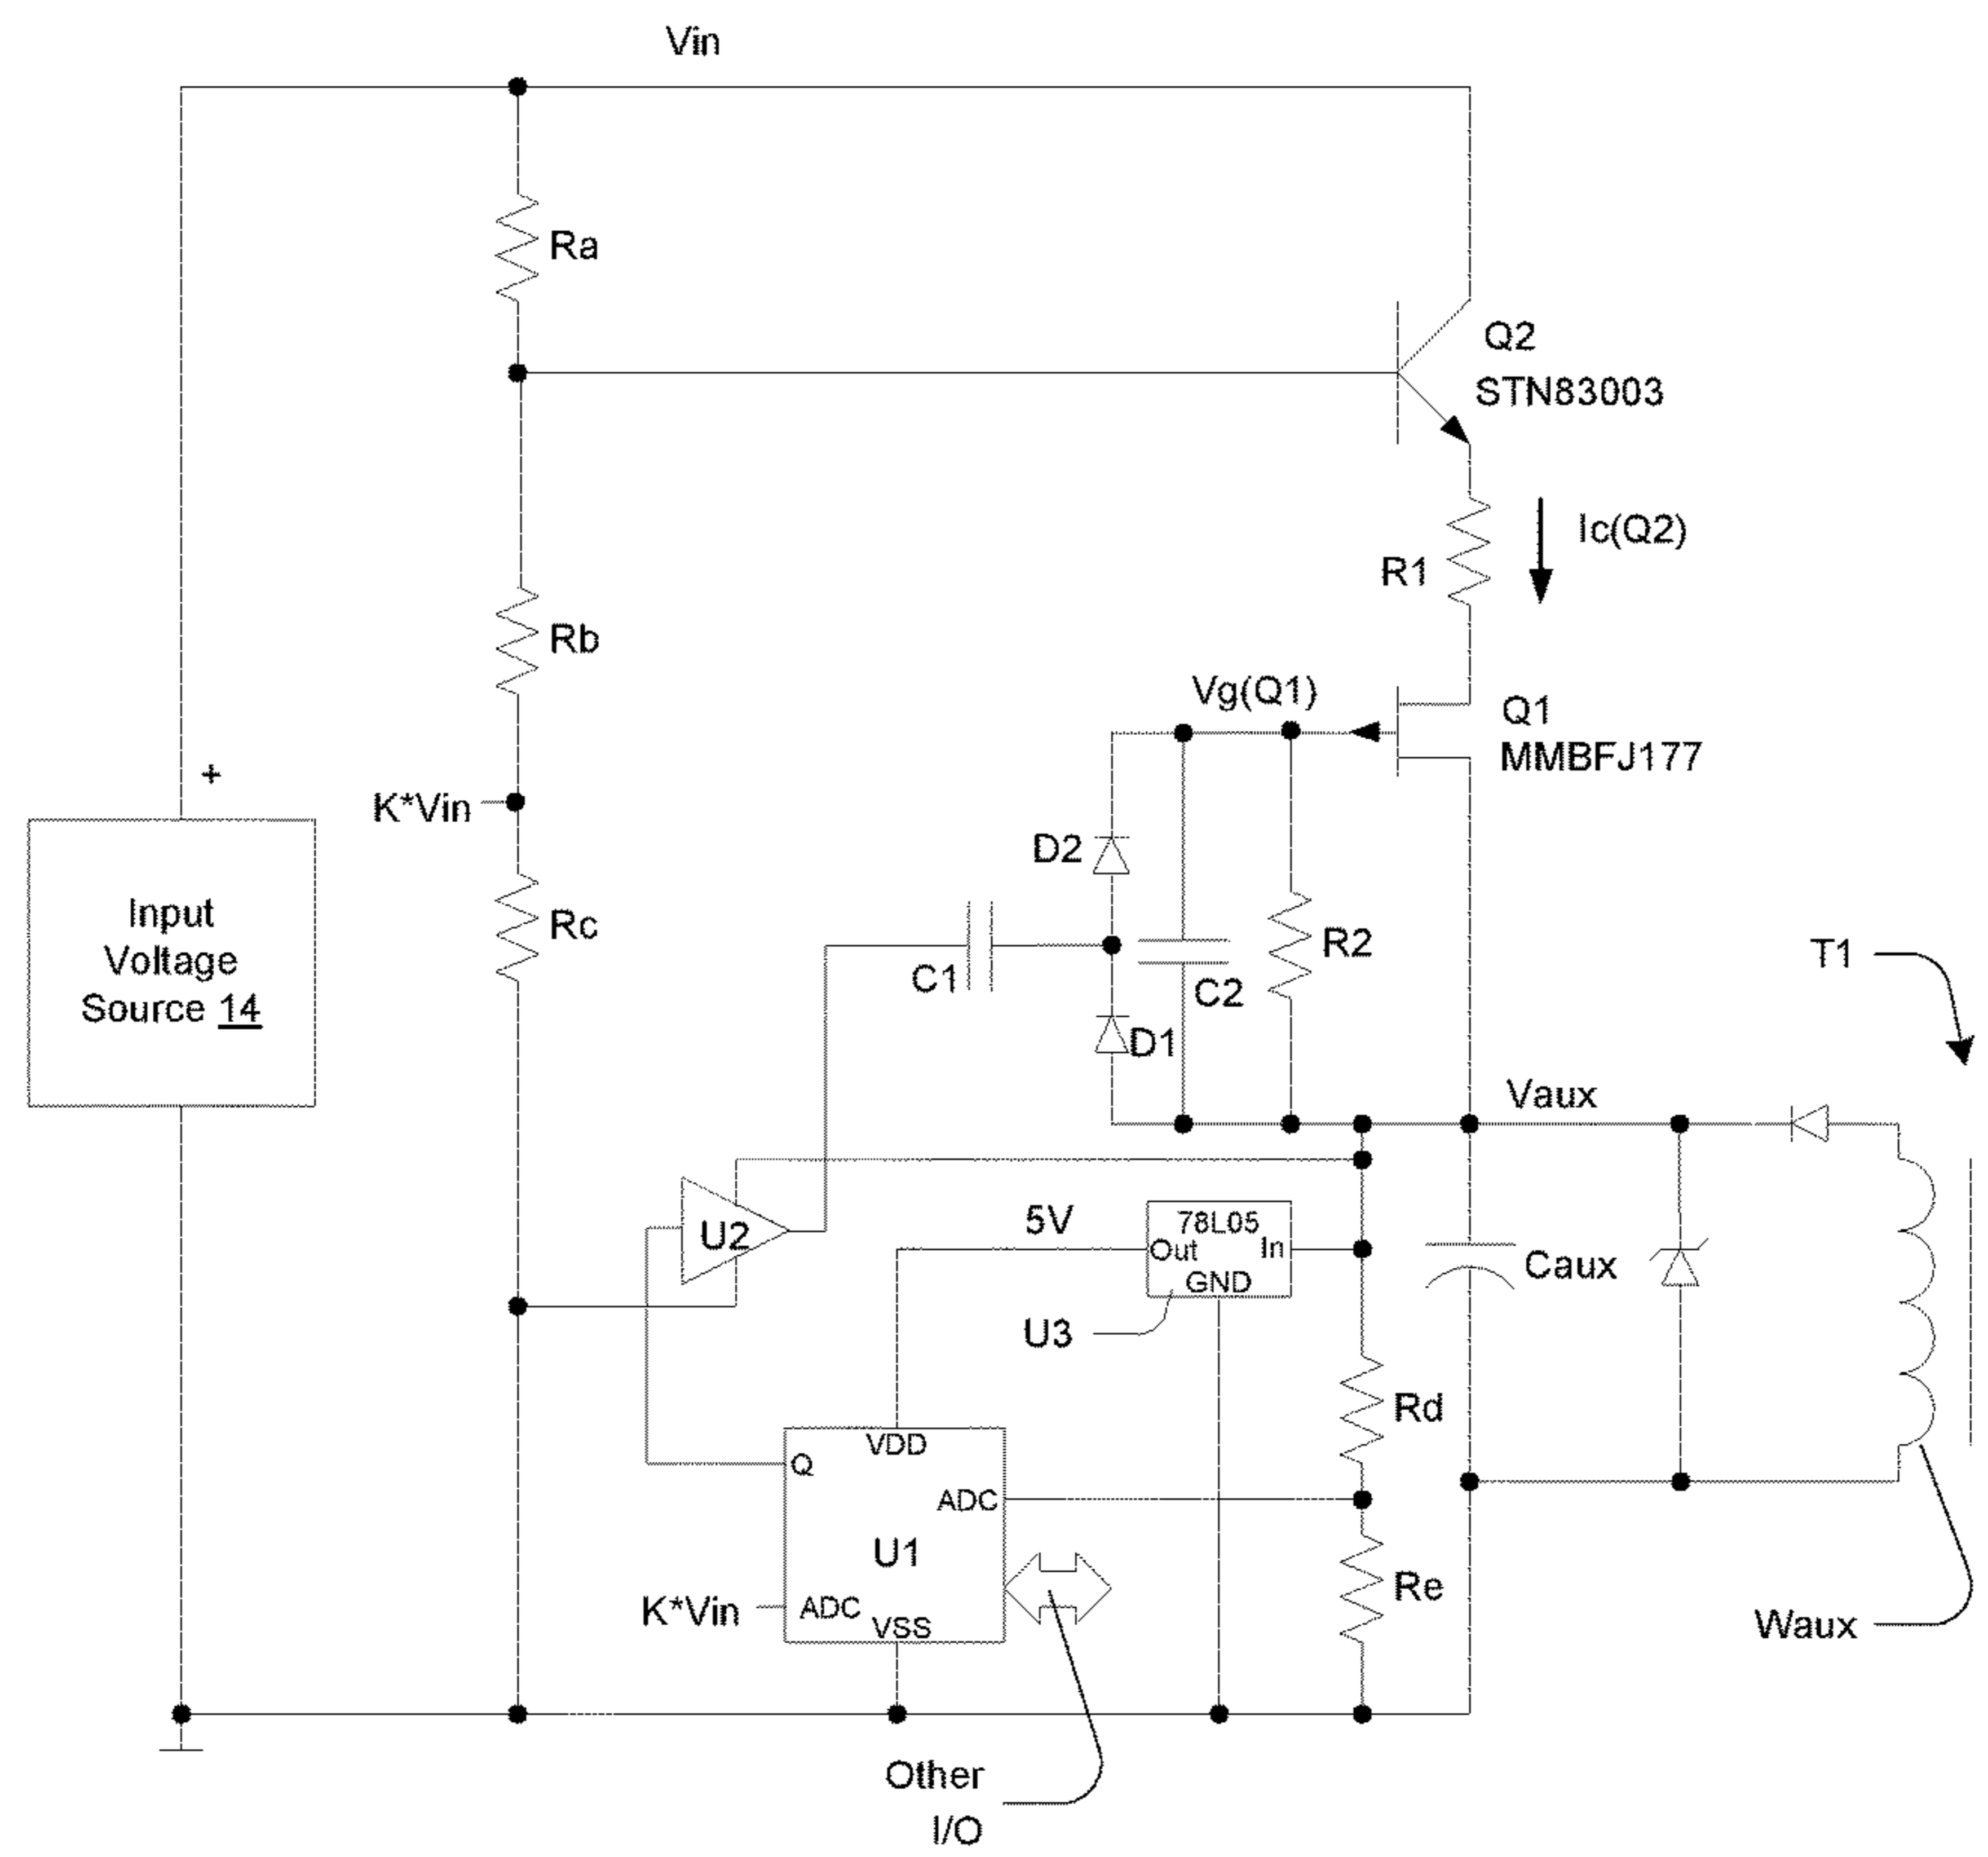 Vin
Ra
Q2
STN83003
Ic(Q2)
R1
Rb
Vg(Q1)
Q1
MMBFJ177
+
K*Vin
D2
Input
Voltage
Source 14
Rc
C1
C2
R2
T1
D1
Vaux
U2
5V
78L05
Out
In
GND
U3
Caux
Rd
VDD
Q
ADC
U1
Re
K*Vin
ADC
VSS
Waux
Other
I/O